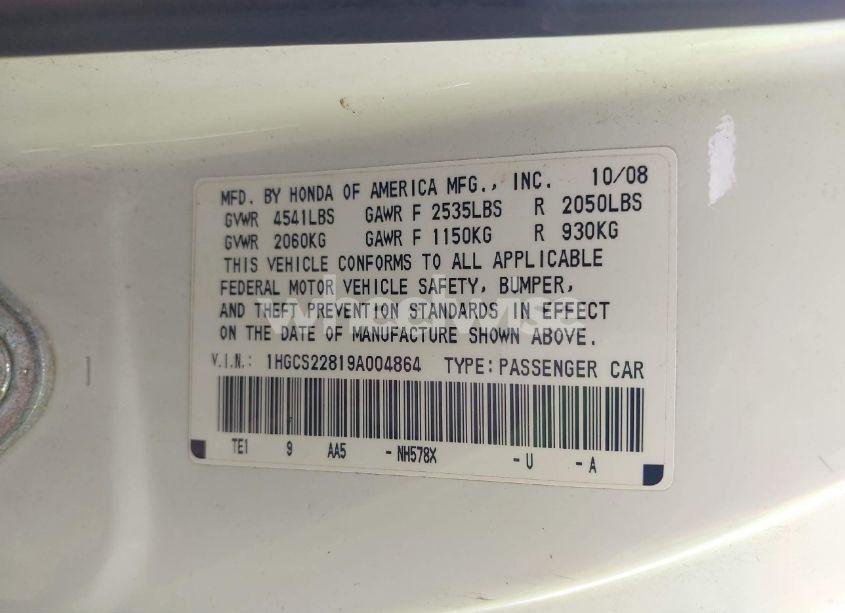 MFD. BY HONDA OF AMERICA MFG., INC. 10/08
GVWR 4541LBS GAWR F 2535LBS R 2050LBS
GVWR 2060KG GAWR F 1150KG R 930KG
THIS VEHICLE CONFORMS TO ALL APPLICABLE
FEDERAL MOTOR VEHICLE SAFETY, BUMPER,
AND THEFT PREVENTION STANDARDS IN EFFECT
ON THE DATE OF MANUFACTURE SHOWN ABOVE.
V.I.N.: 1HGCS22819A004864 TYPE: PASSENGER CAR
TE1 9 AA5 - NH578X - U - A